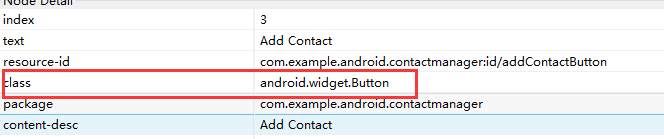 Node Detail
index 3
text Add Contact
resource-id com.example.android.contactmanager:id/addContactButton
class android.widget.Button
package com.example.android.contactmanager
content-desc Add Contact